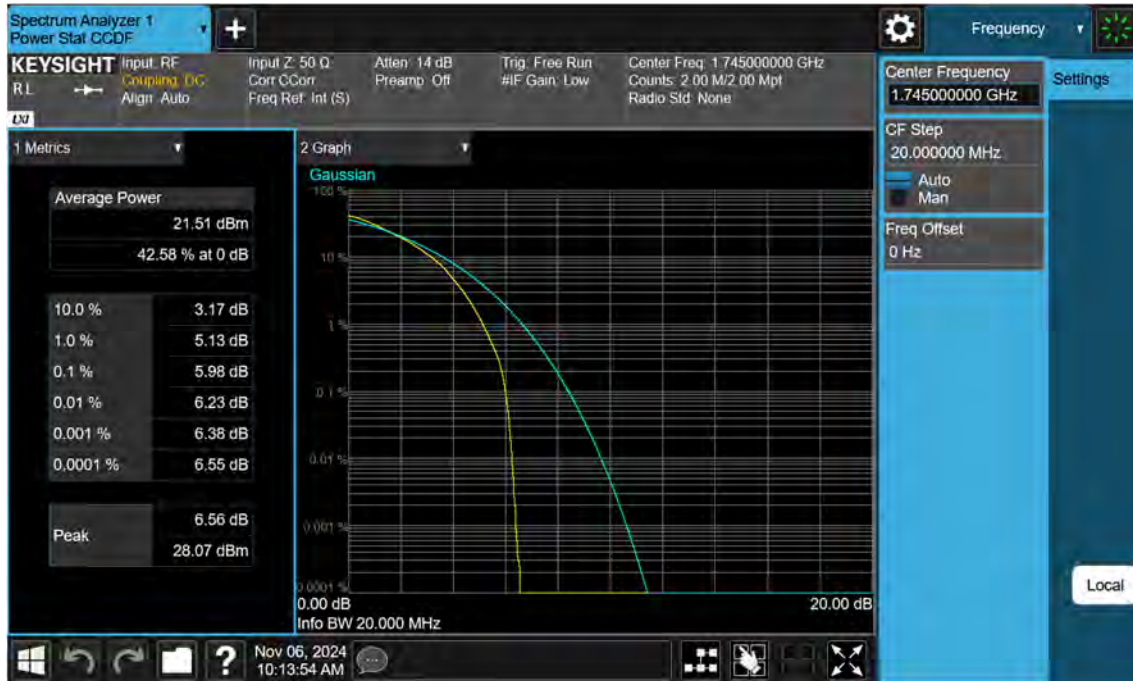 Spectrum Analyzer 1
Power Stat CCDF
Frequency
KEYSIGHT
RL
LXI
Input: RF
Coupling: DC
Align: Auto
Input Z: 50 Ω
Corr CCorr
Freq Ref: Int (S)
Atten: 14 dB
Preamp: Off
Trig: Free Run
#IF Gain: Low
Center Freq: 1.745000000 GHz
Counts: 2.00 M/2.00 Mpt
Radio Std: None
Center Frequency
1.745000000 GHz
Settings
CF Step
20.000000 MHz
Auto
Man
Freq Offset
0 Hz
Local
1 Metrics
Average Power
21.51 dBm
42.58 % at 0 dB
10.0 % 3.17 dB
1.0 % 5.13 dB
0.1 % 5.98 dB
0.01 % 6.23 dB
0.001 % 6.38 dB
0.0001 % 6.55 dB
Peak
6.56 dB
28.07 dBm
2 Graph
Gaussian
100 %
10 %
1 %
0.1 %
0.01 %
0.001 %
0.0001 %
0.00 dB 20.00 dB
Info BW 20.000 MHz
?
Nov 06, 2024
10:13:54 AM